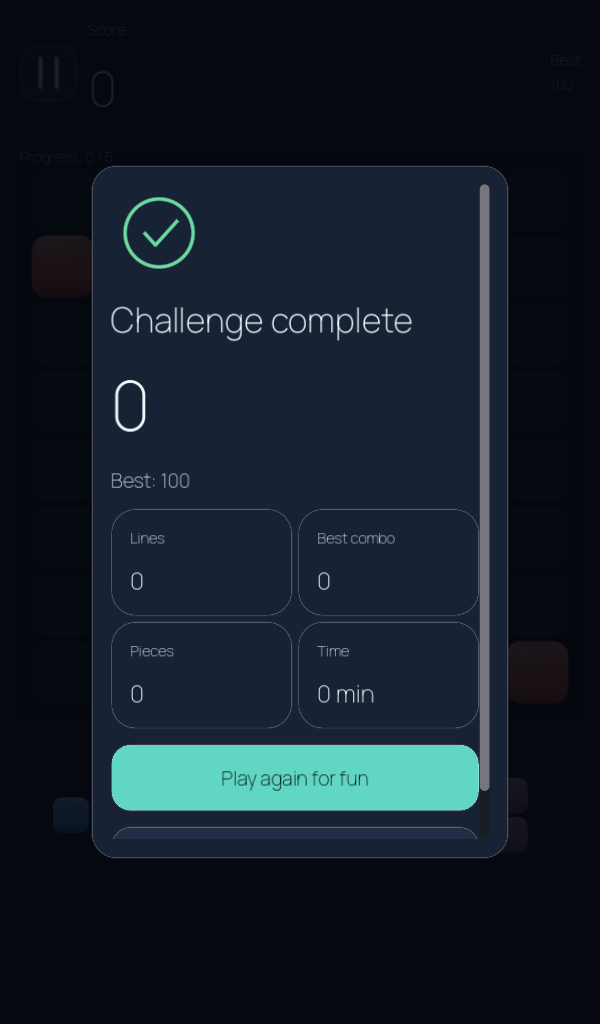 Score
0
Best
100
Progress: 0 / 5
Challenge complete
0
Best: 100
Lines
0
Best combo
0
Pieces
0
Time
0 min
Play again for fun